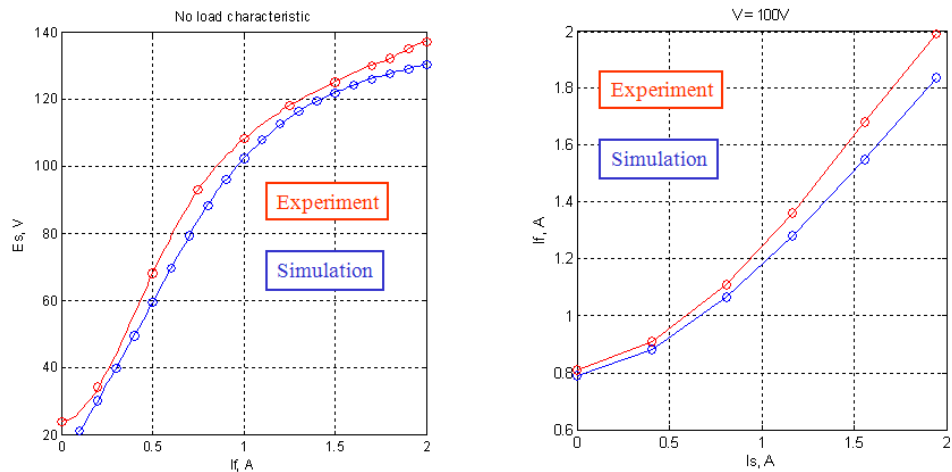 No load characteristic
140
120
100
80
60
40
20
0
0.5
1
1.5
2
Es, V
If, A
Experiment
Simulation
V= 100V
2
1.8
1.6
1.4
1.2
1
0.8
0.6
0
0.5
1
1.5
2
If, A
Is, A
Experiment
Simulation